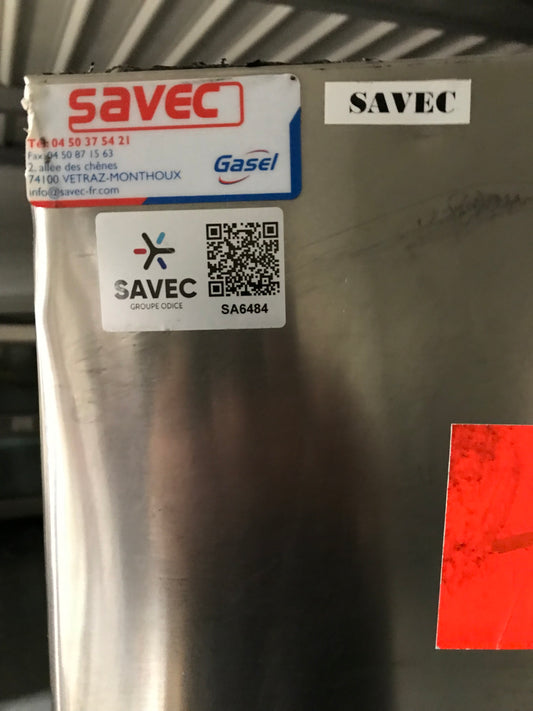 savec
Tél: 04 50 37 54 21
Fax: 04 50 87 15 63
2, allée des chênes
74100 VETRAZ-MONTHOUX
info@savec-fr.com
Gasel
SAVEC
SAVEC
GROUPE ODICE
SA6484